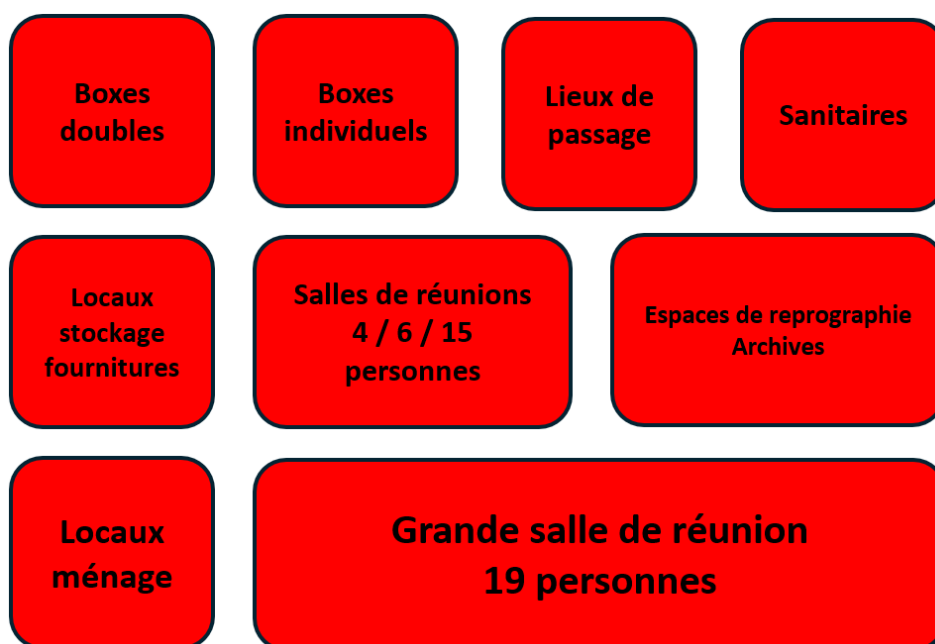 Boxes
doubles
Boxes
individuels
Lieux de
passage
Sanitaires
Locaux
stockage
fournitures
Salles de réunions
4 / 6 / 15
personnes
Espaces de reprographie
Archives
Locaux
ménage
Grande salle de réunion
19 personnes